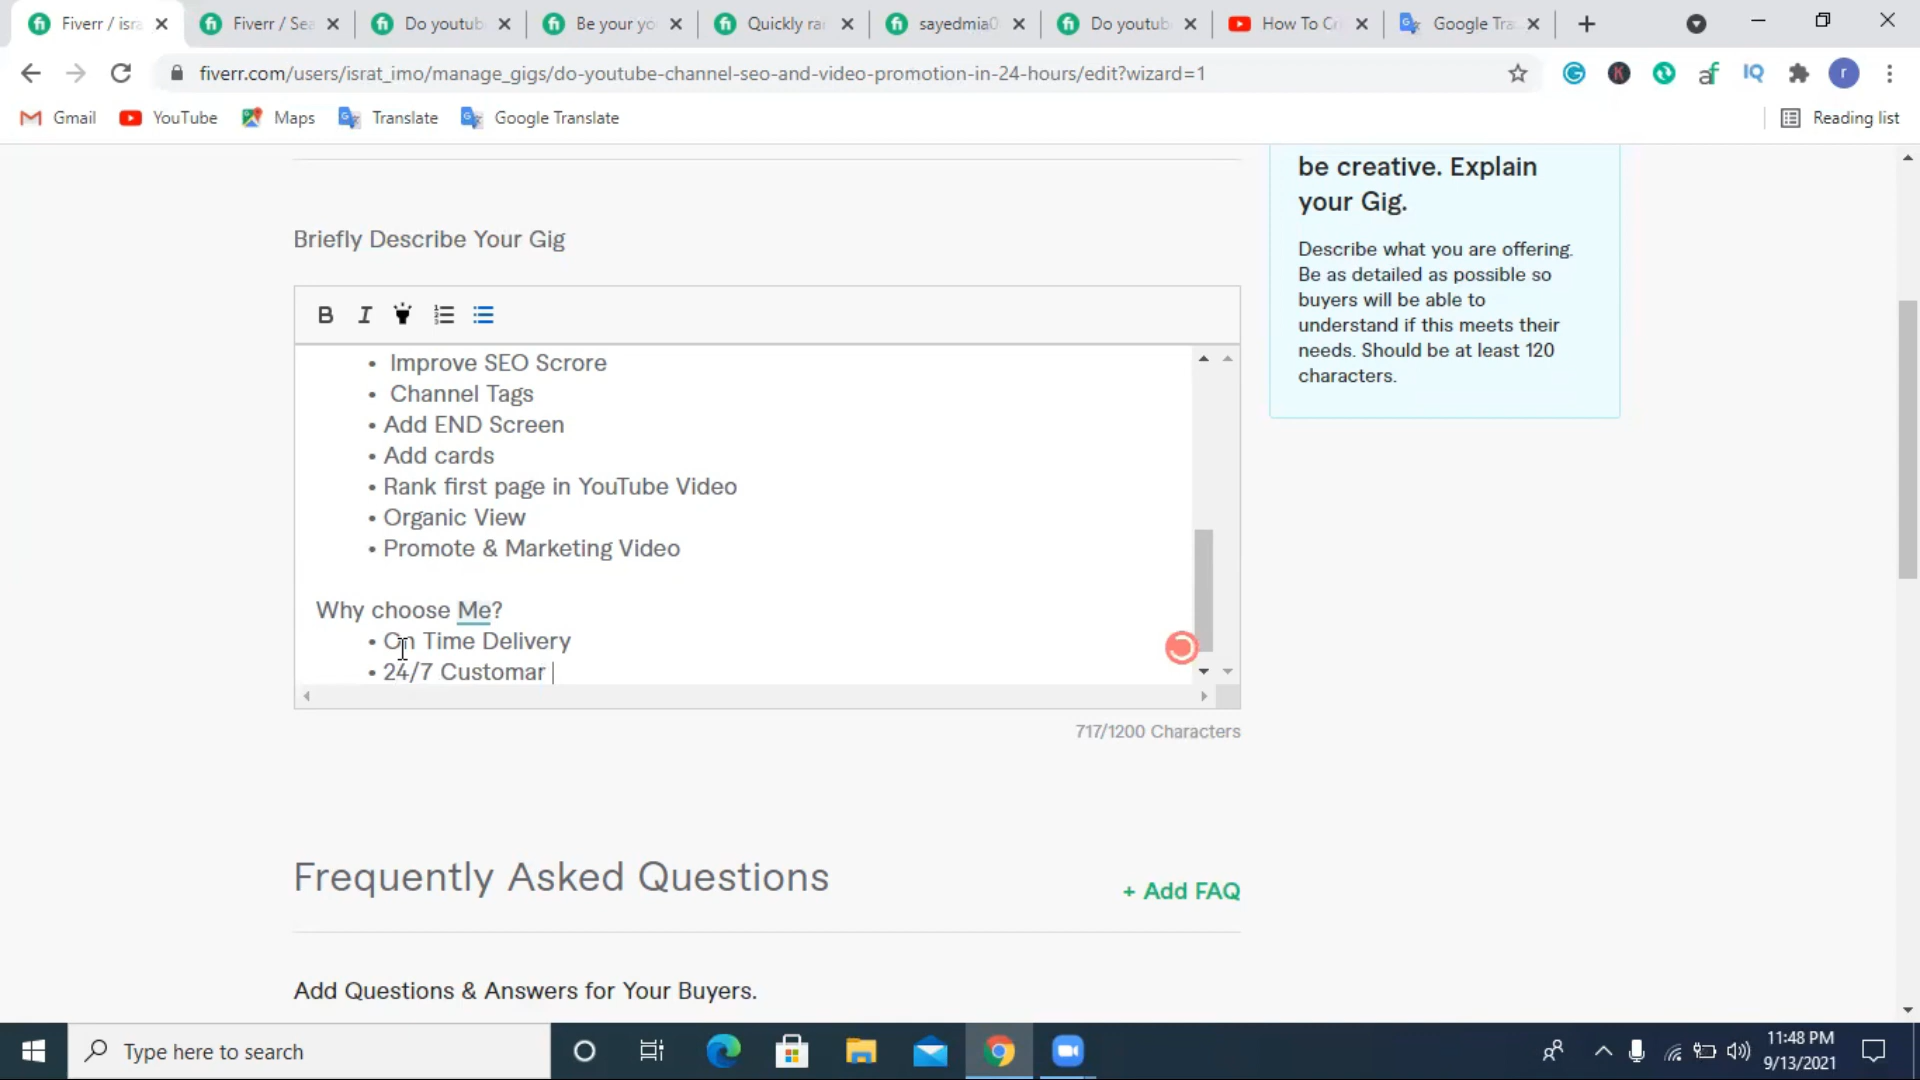 Fiverr / isra
Fiverr / Sea
Do youtub
Be your yo
Quickly ra
sayedmia0
Do youtub
How To Cr
Google Tra
fiverr.com/users/israt_imo/manage_gigs/do-youtube-channel-seo-and-video-promotion-in-24-hours/edit?wizard=1
IQ
r
Gmail
YouTube
Maps
Translate
Google Translate
Reading list
be creative. Explain
your Gig.
Describe what you are offering.
Be as detailed as possible so
buyers will be able to
understand if this meets their
needs. Should be at least 120
characters.
Briefly Describe Your Gig
B I
• Improve SEO Scrore
• Channel Tags
• Add END Screen
• Add cards
• Rank first page in YouTube Video
• Organic View
• Promote & Marketing Video
Why choose Me?
• On Time Delivery
• 24/7 Customar
717/1200 Characters
Frequently Asked Questions
+ Add FAQ
Add Questions & Answers for Your Buyers.
Type here to search
11:48 PM
9/13/2021